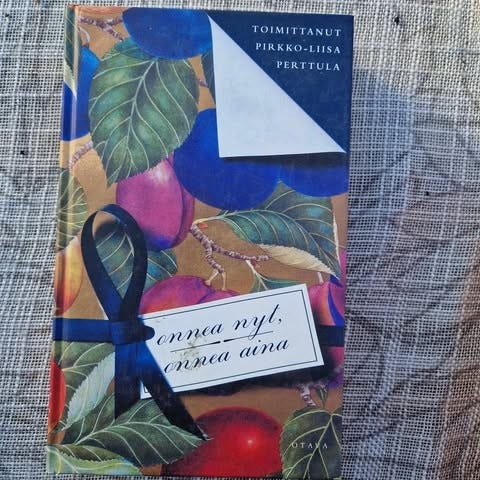 TOIMITTANUT
PIRKKO-LIISA
PERTTULA
onnea nyt,
onnea aina
OTAVA